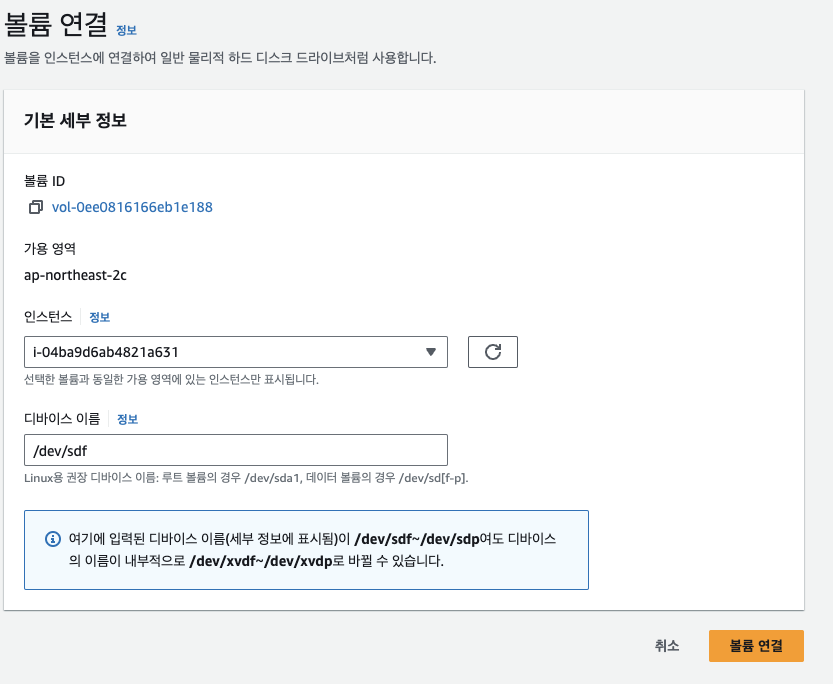 볼륨 연결 정보
볼륨을 인스턴스에 연결하여 일반 물리적 하드 디스크 드라이브처럼 사용합니다.
기본 세부 정보
볼륨 ID
vol-0ee0816166eb1e188
가용 영역
ap-northeast-2c
인스턴스 정보
i-04ba9d6ab4821a631
선택한 볼륨과 동일한 가용 영역에 있는 인스턴스만 표시됩니다.
디바이스 이름 정보
/dev/sdf
Linux용 권장 디바이스 이름: 루트 볼륨의 경우 /dev/sda1, 데이터 볼륨의 경우 /dev/sd[f-p].
여기에 입력된 디바이스 이름(세부 정보에 표시됨)이 /dev/sdf~/dev/sdp여도 디바이스
의 이름이 내부적으로 /dev/xvdf~/dev/xvdp로 바뀔 수 있습니다.
취소 볼륨 연결